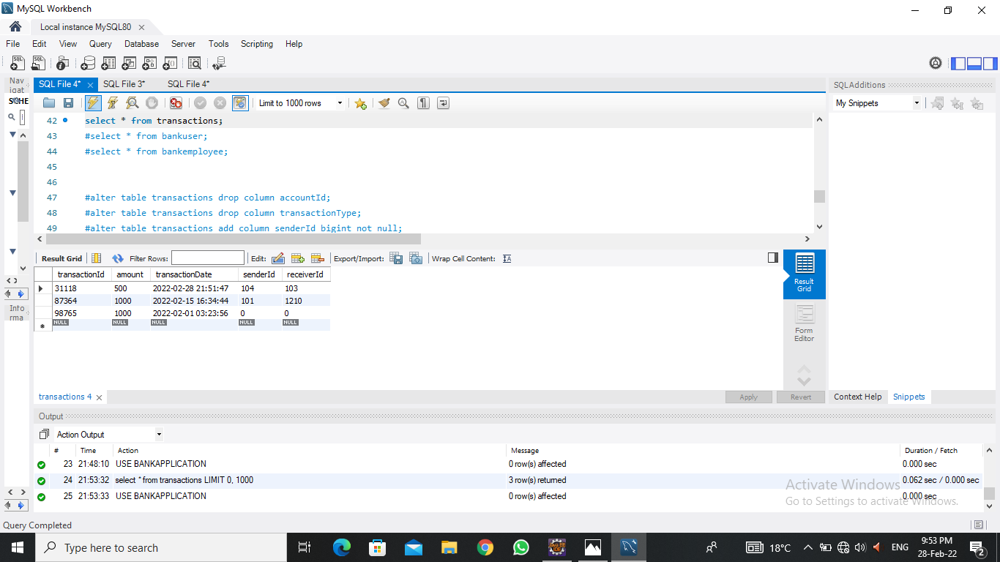 MySQL Workbench
Local instance MySQL80
File Edit View Query Database Server Tools Scripting Help
Nav
igat
SCHE
SQL File 4* SQL File 3* SQL File 4*
SQLAdditions
Limit to 1000 rows
My Snippets
42 select * from transactions;
43 #select * from bankuser;
44 #select * from bankemployee;
45
46
47 #alter table transactions drop column accountId;
48 #alter table transactions drop column transactionType;
49 #alter table transactions add column senderId bigint not null;
Info
rma
Result Grid Filter Rows: Edit: Export/Import: Wrap Cell Content:
transactionId amount transactionDate senderId receiverId
31118 500 2022-02-28 21:51:47 104 103
87364 1000 2022-02-15 16:34:44 101 1210
98765 1000 2022-02-01 03:23:56 0 0
NULL NULL NULL NULL NULL
Result
Grid
Form
Editor
transactions 4 Apply Revert
Context Help Snippets
Output
Action Output
# Time Action Message Duration / Fetch
23 21:48:10 USE BANKAPPLICATION 0 row(s) affected 0.000 sec
24 21:53:32 select * from transactions LIMIT 0, 1000 3 row(s) returned 0.062 sec / 0.000 sec
25 21:53:33 USE BANKAPPLICATION 0 row(s) affected 0.000 sec
Activate Windows
Go to Settings to activate Windows.
Query Completed
Type here to search
18°C ENG 9:53 PM
28-Feb-22
2